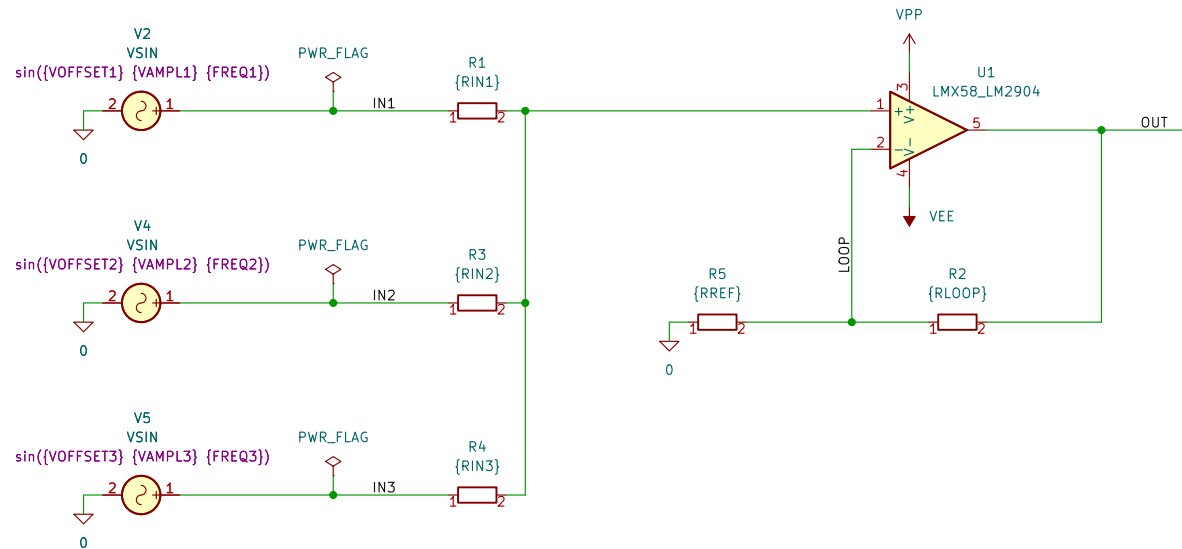 V2
VSIN
sin({VOFFSET1} {VAMPL1} {FREQ1})
2
1
0
PWR_FLAG
IN1
R1
{RIN1}
1
2
VPP
U1
LMX58_LM2904
3
1
+
V+
2
-
V-
4
5
OUT
VEE
V4
VSIN
sin({VOFFSET2} {VAMPL2} {FREQ2})
2
1
0
PWR_FLAG
IN2
R3
{RIN2}
1
2
LOOP
R5
{RREF}
1
2
0
R2
{RLOOP}
1
2
V5
VSIN
sin({VOFFSET3} {VAMPL3} {FREQ3})
2
1
0
PWR_FLAG
IN3
R4
{RIN3}
1
2